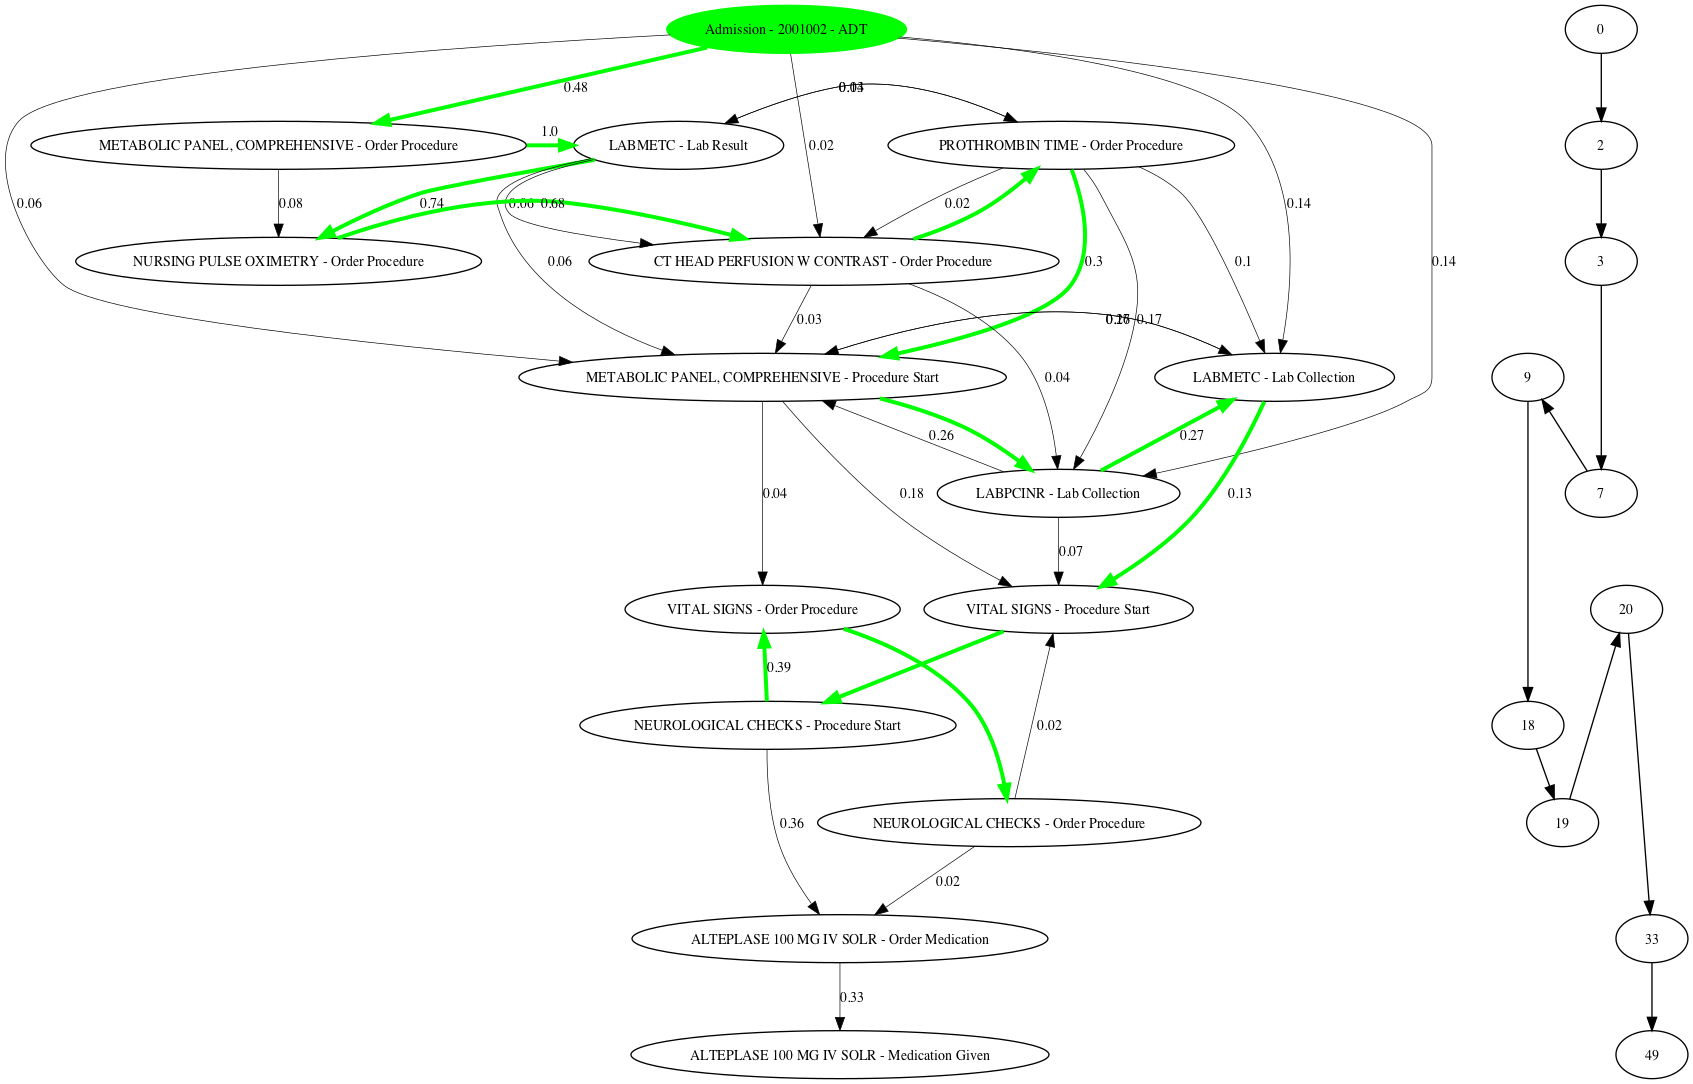 Admission - 2001002 - ADT
0
0.48
1.0
METABOLIC PANEL, COMPREHENSIVE - Order Procedure
LABMETC - Lab Result
0.02
PROTHROMBIN TIME - Order Procedure
2
0.06
0.08
0.74
0.06
0.68
0.02
0.14
NURSING PULSE OXIMETRY - Order Procedure
0.06
CT HEAD PERFUSION W CONTRAST - Order Procedure
0.3
0.1
0.14
3
0.03
0.17
METABOLIC PANEL, COMPREHENSIVE - Procedure Start
0.04
LABMETC - Lab Collection
9
0.26
0.27
0.04
0.18
LABPCINR - Lab Collection
0.13
7
0.07
VITAL SIGNS - Order Procedure
VITAL SIGNS - Procedure Start
20
0.39
NEUROLOGICAL CHECKS - Procedure Start
0.02
18
0.36
NEUROLOGICAL CHECKS - Order Procedure
19
0.02
ALTEPLASE 100 MG IV SOLR - Order Medication
33
0.33
ALTEPLASE 100 MG IV SOLR - Medication Given
49